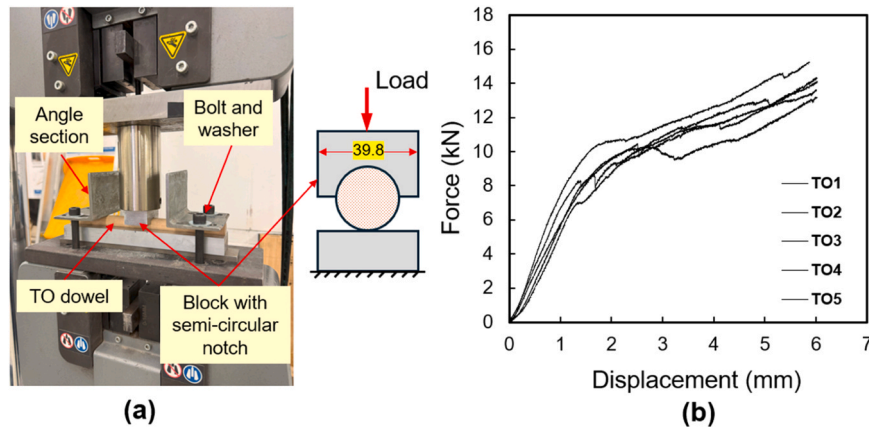 Angle
section
Bolt and
washer
TO dowel
Block with
semi-circular
notch
Load
39.8
(a)
Force (kN)
18
16
14
12
10
8
6
4
2
0
TO1
TO2
TO3
TO4
TO5
0 1 2 3 4 5 6 7
Displacement (mm)
(b)